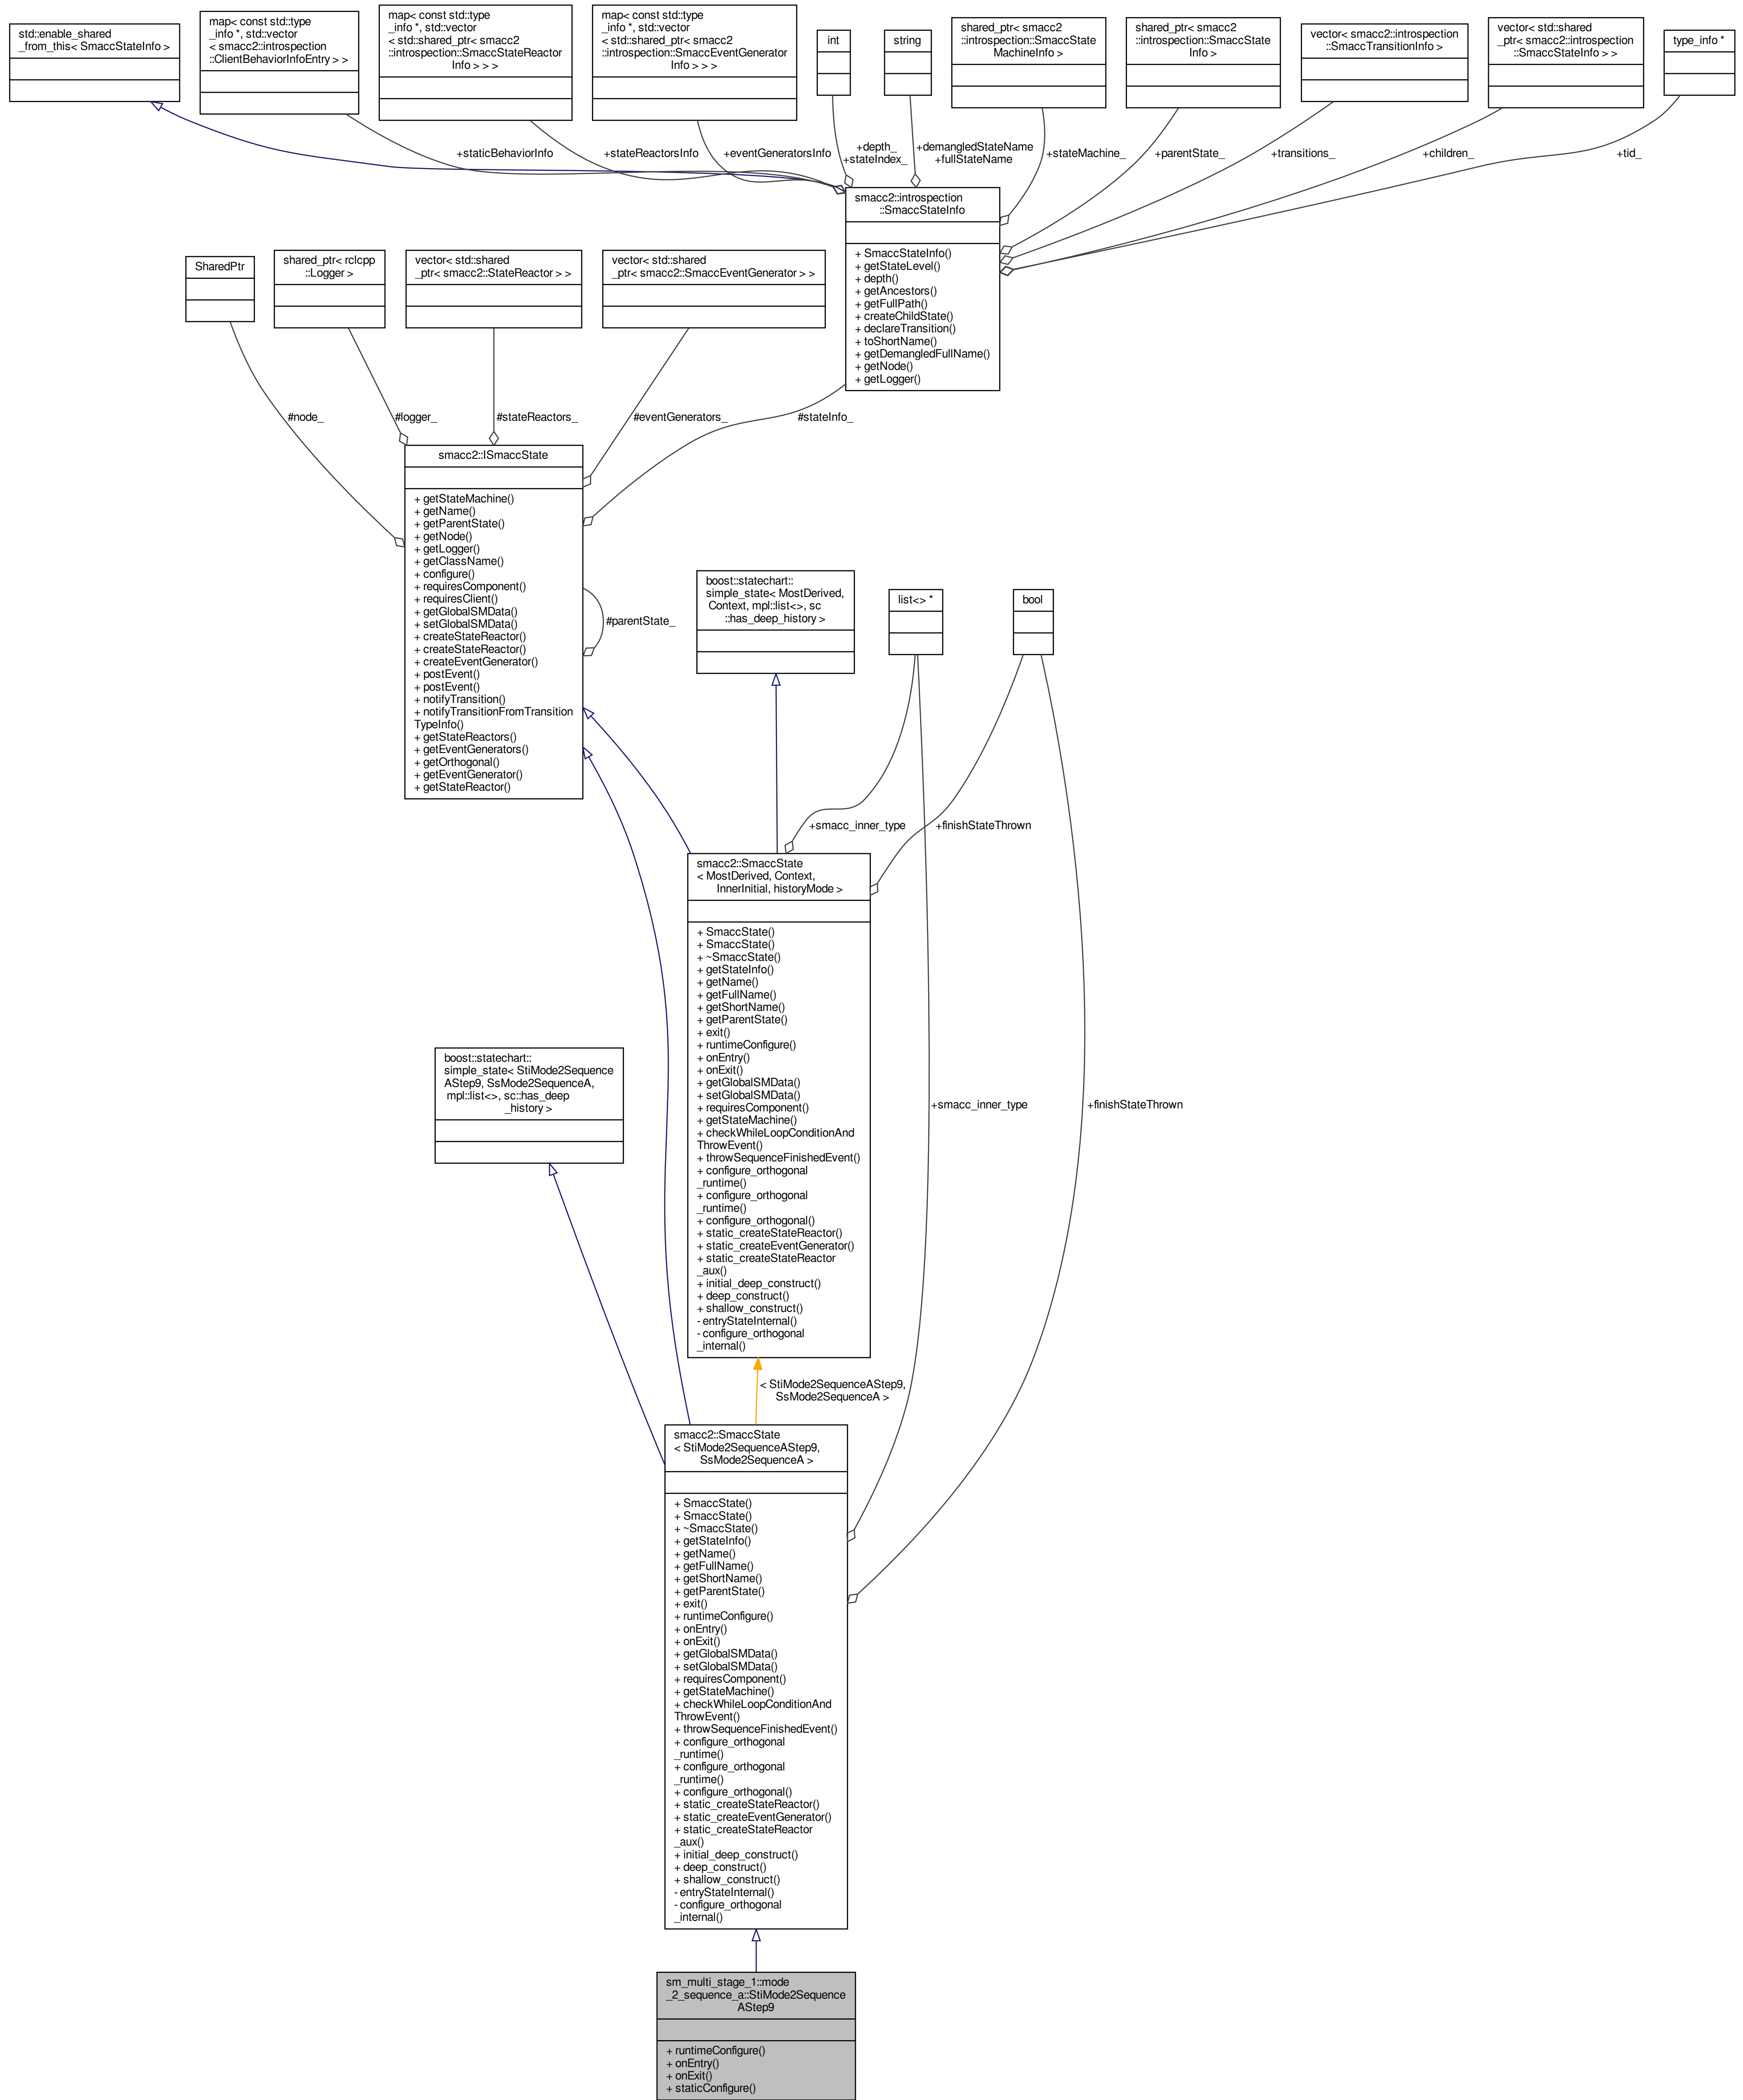 std::enable_shared
_from_this< SmaccStateInfo >
map< const std::type
_info *, std::vector
< smacc2::introspection
::ClientBehaviorInfoEntry > >
map< const std::type
_info *, std::vector
< std::shared_ptr< smacc2
::introspection::SmaccStateReactor
Info > > >
map< const std::type
_info *, std::vector
< std::shared_ptr< smacc2
::introspection::SmaccEventGenerator
Info > > >
int
string
shared_ptr< smacc2
::introspection::SmaccState
MachineInfo >
shared_ptr< smacc2
::introspection::SmaccState
Info >
vector< smacc2::introspection
::SmaccTransitionInfo >
vector< std::shared
_ptr< smacc2::introspection
::SmaccStateInfo > >
type_info *
+staticBehaviorInfo
+stateReactorsInfo
+eventGeneratorsInfo
+depth_
+stateIndex_
+demangledStateName
+fullStateName
+stateMachine_
+parentState_
+transitions_
+children_
+tid_
smacc2::introspection
::SmaccStateInfo
+ SmaccStateInfo()
+ getStateLevel()
+ depth()
+ getAncestors()
+ getFullPath()
+ createChildState()
+ declareTransition()
+ toShortName()
+ getDemangledFullName()
+ getNode()
+ getLogger()
SharedPtr
shared_ptr< rclcpp
::Logger >
vector< std::shared
_ptr< smacc2::StateReactor > >
vector< std::shared
_ptr< smacc2::SmaccEventGenerator > >
#node_
#logger_
#stateReactors_
#eventGenerators_
#stateInfo_
smacc2::ISmaccState
+ getStateMachine()
+ getName()
+ getParentState()
+ getNode()
+ getLogger()
+ getClassName()
+ configure()
+ requiresComponent()
+ requiresClient()
+ getGlobalSMData()
+ setGlobalSMData()
+ createStateReactor()
+ createStateReactor()
+ createEventGenerator()
+ postEvent()
+ postEvent()
+ notifyTransition()
+ notifyTransitionFromTransition
TypeInfo()
+ getStateReactors()
+ getEventGenerators()
+ getOrthogonal()
+ getEventGenerator()
+ getStateReactor()
#parentState_
boost::statechart::
simple_state< MostDerived,
Context, mpl::list<>, sc
::has_deep_history >
list<> *
bool
+smacc_inner_type
+finishStateThrown
smacc2::SmaccState
< MostDerived, Context,
InnerInitial, historyMode >
+ SmaccState()
+ SmaccState()
+ ~SmaccState()
+ getStateInfo()
+ getName()
+ getFullName()
+ getShortName()
+ getParentState()
+ exit()
+ runtimeConfigure()
+ onEntry()
+ onExit()
+ getGlobalSMData()
+ setGlobalSMData()
+ requiresComponent()
+ getStateMachine()
+ checkWhileLoopConditionAnd
ThrowEvent()
+ throwSequenceFinishedEvent()
+ configure_orthogonal
_runtime()
+ configure_orthogonal
_runtime()
+ configure_orthogonal()
+ static_createStateReactor()
+ static_createEventGenerator()
+ static_createStateReactor
_aux()
+ initial_deep_construct()
+ deep_construct()
+ shallow_construct()
- entryStateInternal()
- configure_orthogonal
_internal()
boost::statechart::
simple_state< StiMode2Sequence
AStep9, SsMode2SequenceA,
mpl::list<>, sc::has_deep
_history >
+smacc_inner_type
+finishStateThrown
< StiMode2SequenceAStep9,
SsMode2SequenceA >
smacc2::SmaccState
< StiMode2SequenceAStep9,
SsMode2SequenceA >
+ SmaccState()
+ SmaccState()
+ ~SmaccState()
+ getStateInfo()
+ getName()
+ getFullName()
+ getShortName()
+ getParentState()
+ exit()
+ runtimeConfigure()
+ onEntry()
+ onExit()
+ getGlobalSMData()
+ setGlobalSMData()
+ requiresComponent()
+ getStateMachine()
+ checkWhileLoopConditionAnd
ThrowEvent()
+ throwSequenceFinishedEvent()
+ configure_orthogonal
_runtime()
+ configure_orthogonal
_runtime()
+ configure_orthogonal()
+ static_createStateReactor()
+ static_createEventGenerator()
+ static_createStateReactor
_aux()
+ initial_deep_construct()
+ deep_construct()
+ shallow_construct()
- entryStateInternal()
- configure_orthogonal
_internal()
sm_multi_stage_1::mode
_2_sequence_a::StiMode2Sequence
AStep9
+ runtimeConfigure()
+ onEntry()
+ onExit()
+ staticConfigure()